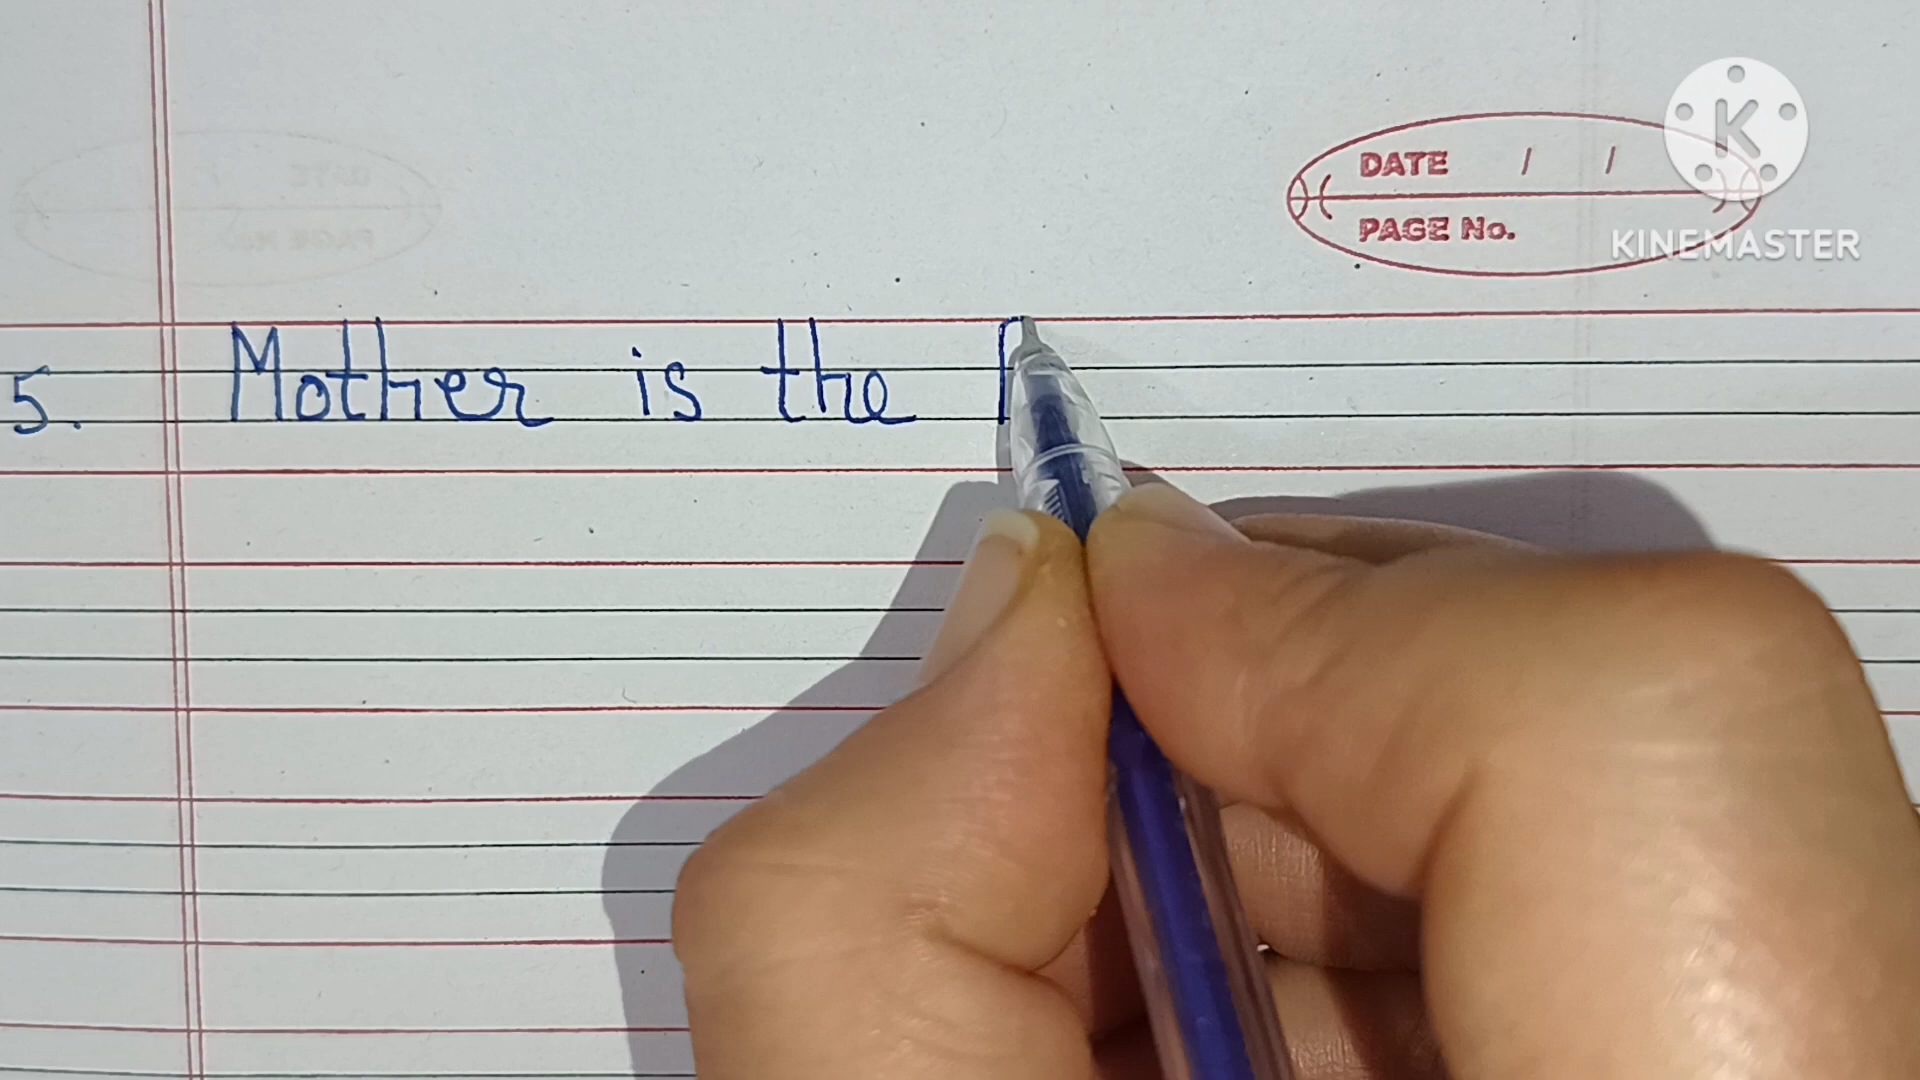 DATE / /
PAGE No.
KINEMASTER
5. Mother is the